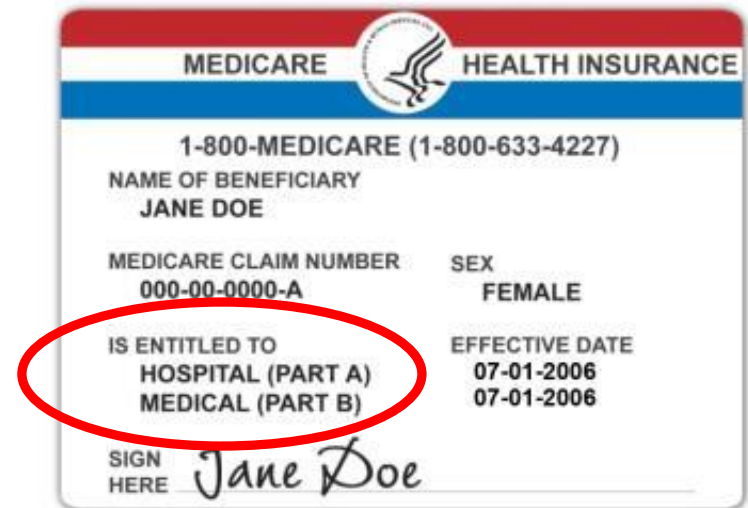 MEDICARE HEALTH INSURANCE
1-800-MEDICARE (1-800-633-4227)
NAME OF BENEFICIARY
JANE DOE
MEDICARE CLAIM NUMBER SEX
000-00-0000-A FEMALE
IS ENTITLED TO EFFECTIVE DATE
HOSPITAL (PART A) 07-01-2006
MEDICAL (PART B) 07-01-2006
SIGN
HERE Jane Doe